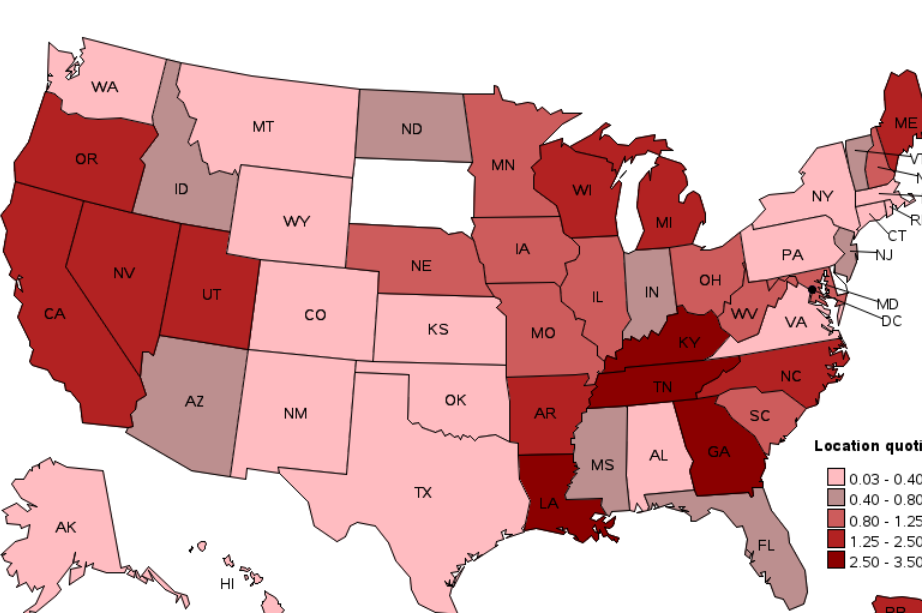 WA
MT
ND
MN
ME
OR
ID
WI
MI
NY
WY
IA
CT
NV
NE
PA
NJ
UT
IL
IN
OH
MD
CA
CO
WV
VA
DC
KS
MO
KY
AZ
NM
OK
TN
NC
AR
SC
GA
AL
MS
Location quoti
TX
LA
0.03 - 0.40
0.40 - 0.80
0.80 - 1.25
1.25 - 2.50
2.50 - 3.50
AK
FL
HI